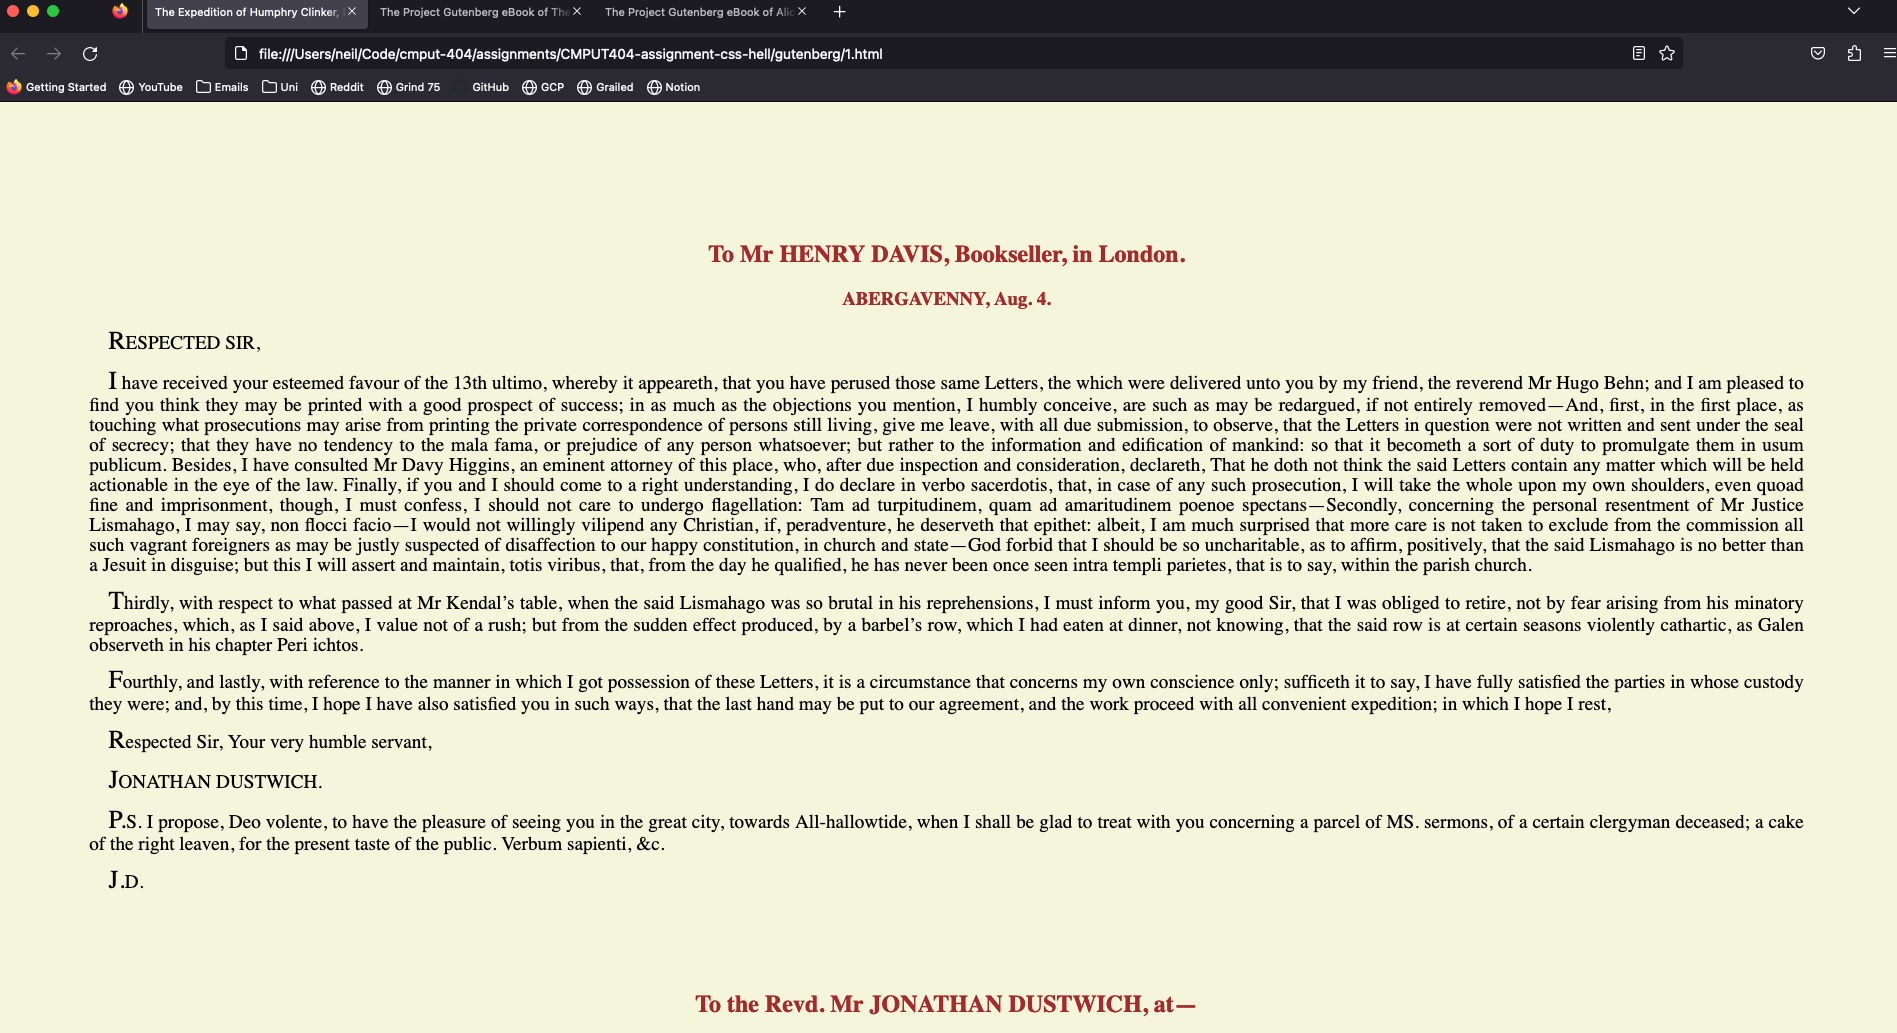 The Expedition of Humphry Clinker,
The Project Gutenberg eBook of The
The Project Gutenberg eBook of Alic
file:///Users/neil/Code/cmput-404/assignments/CMPUT404-assignment-css-hell/gutenberg/1.html
Getting Started YouTube Emails Uni Reddit Grind 75 GitHub GCP Grailed Notion
To Mr HENRY DAVIS, Bookseller, in London.
ABERGAVENNY, Aug. 4.
RESPECTED SIR,
I have received your esteemed favour of the 13th ultimo, whereby it appeareth, that you have perused those same Letters, the which were delivered unto you by my friend, the reverend Mr Hugo Behn; and I am pleased to
find you think they may be printed with a good prospect of success; in as much as the objections you mention, I humbly conceive, are such as may be redargued, if not entirely removed—And, first, in the first place, as
touching what prosecutions may arise from printing the private correspondence of persons still living, give me leave, with all due submission, to observe, that the Letters in question were not written and sent under the seal
of secrecy; that they have no tendency to the mala fama, or prejudice of any person whatsoever; but rather to the information and edification of mankind: so that it becometh a sort of duty to promulgate them in usum
publicum. Besides, I have consulted Mr Davy Higgins, an eminent attorney of this place, who, after due inspection and consideration, declareth, That he doth not think the said Letters contain any matter which will be held
actionable in the eye of the law. Finally, if you and I should come to a right understanding, I do declare in verbo sacerdotis, that, in case of any such prosecution, I will take the whole upon my own shoulders, even quoad
fine and imprisonment, though, I must confess, I should not care to undergo flagellation: Tam ad turpitudinem, quam ad amaritudinem poenoe spectans—Secondly, concerning the personal resentment of Mr Justice
Lismahago, I may say, non flocci facio—I would not willingly vilipend any Christian, if, peradventure, he deserveth that epithet: albeit, I am much surprised that more care is not taken to exclude from the commission all
such vagrant foreigners as may be justly suspected of disaffection to our happy constitution, in church and state—God forbid that I should be so uncharitable, as to affirm, positively, that the said Lismahago is no better than
a Jesuit in disguise; but this I will assert and maintain, totis viribus, that, from the day he qualified, he has never been once seen intra templi parietes, that is to say, within the parish church.
Thirdly, with respect to what passed at Mr Kendal’s table, when the said Lismahago was so brutal in his reprehensions, I must inform you, my good Sir, that I was obliged to retire, not by fear arising from his minatory
reproaches, which, as I said above, I value not of a rush; but from the sudden effect produced, by a barbel’s row, which I had eaten at dinner, not knowing, that the said row is at certain seasons violently cathartic, as Galen
observeth in his chapter Peri ichtos.
Fourthly, and lastly, with reference to the manner in which I got possession of these Letters, it is a circumstance that concerns my own conscience only; sufficeth it to say, I have fully satisfied the parties in whose custody
they were; and, by this time, I hope I have also satisfied you in such ways, that the last hand may be put to our agreement, and the work proceed with all convenient expedition; in which I hope I rest,
Respected Sir, Your very humble servant,
JONATHAN DUSTWICH.
P.S. I propose, Deo volente, to have the pleasure of seeing you in the great city, towards All-hallowtide, when I shall be glad to treat with you concerning a parcel of MS. sermons, of a certain clergyman deceased; a cake
of the right leaven, for the present taste of the public. Verbum sapienti, &c.
J.D.
To the Revd. Mr JONATHAN DUSTWICH, at—